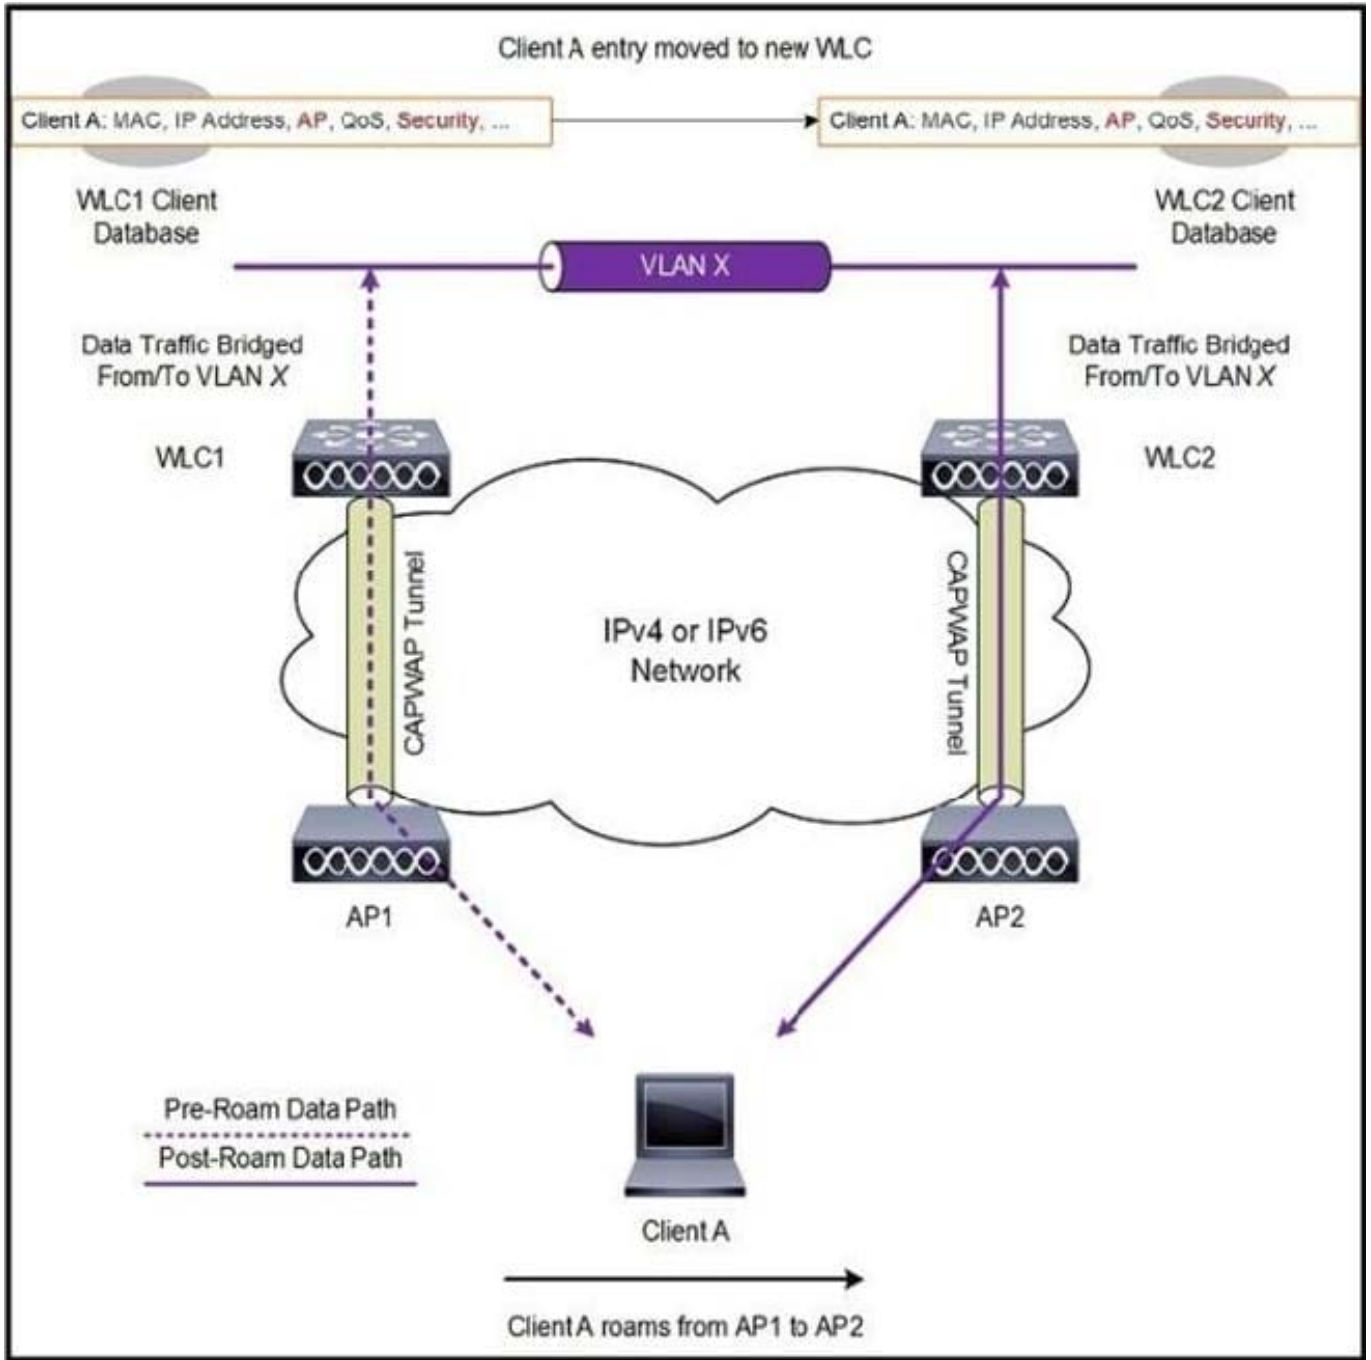 Client A entry moved to new WLC
Client A: MAC, IP Address, AP, QoS, Security, ...
Client A: MAC, IP Address, AP, QoS, Security, ...
WLC1 Client
Database
WLC2 Client
Database
VLAN X
Data Traffic Bridged
From/To VLAN X
Data Traffic Bridged
From/To VLAN X
WLC1
WLC2
CAPWAP Tunnel
IPv4 or IPv6
Network
CAPWAP Tunnel
AP1
AP2
Pre-Roam Data Path
Post-Roam Data Path
Client A
Client A roams from AP1 to AP2